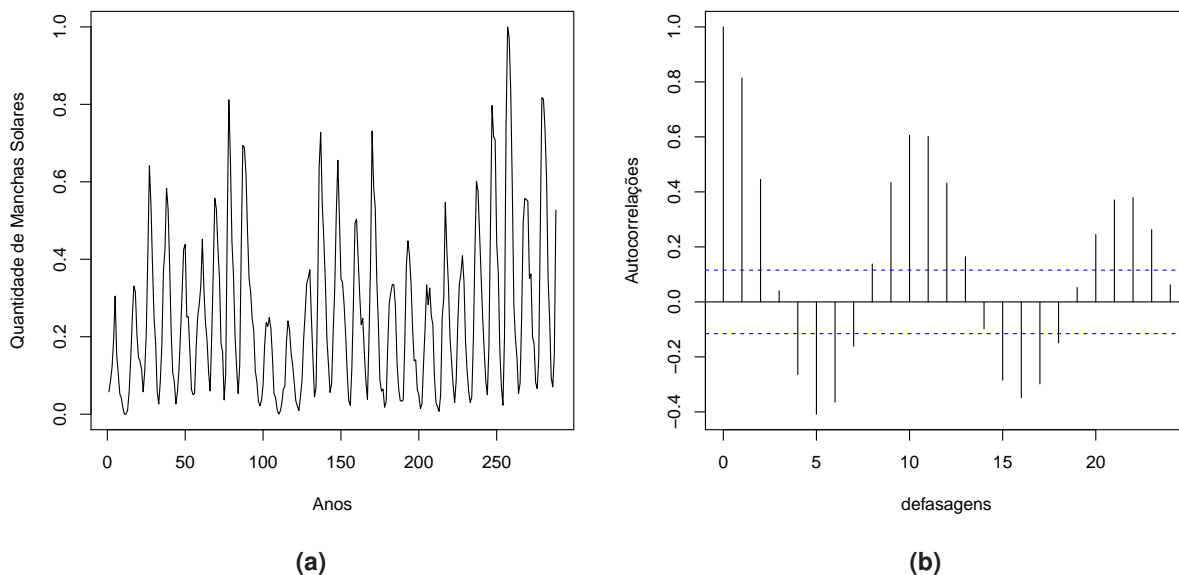 Quantidade de Manchas Solares
0.0 0.2 0.4 0.6 0.8 1.0
0 50 100 150 200 250
Anos
(a)
Autocorrelações
−0.4 −0.2 0.0 0.2 0.4 0.6 0.8 1.0
0 5 10 15 20
defasagens
(b)